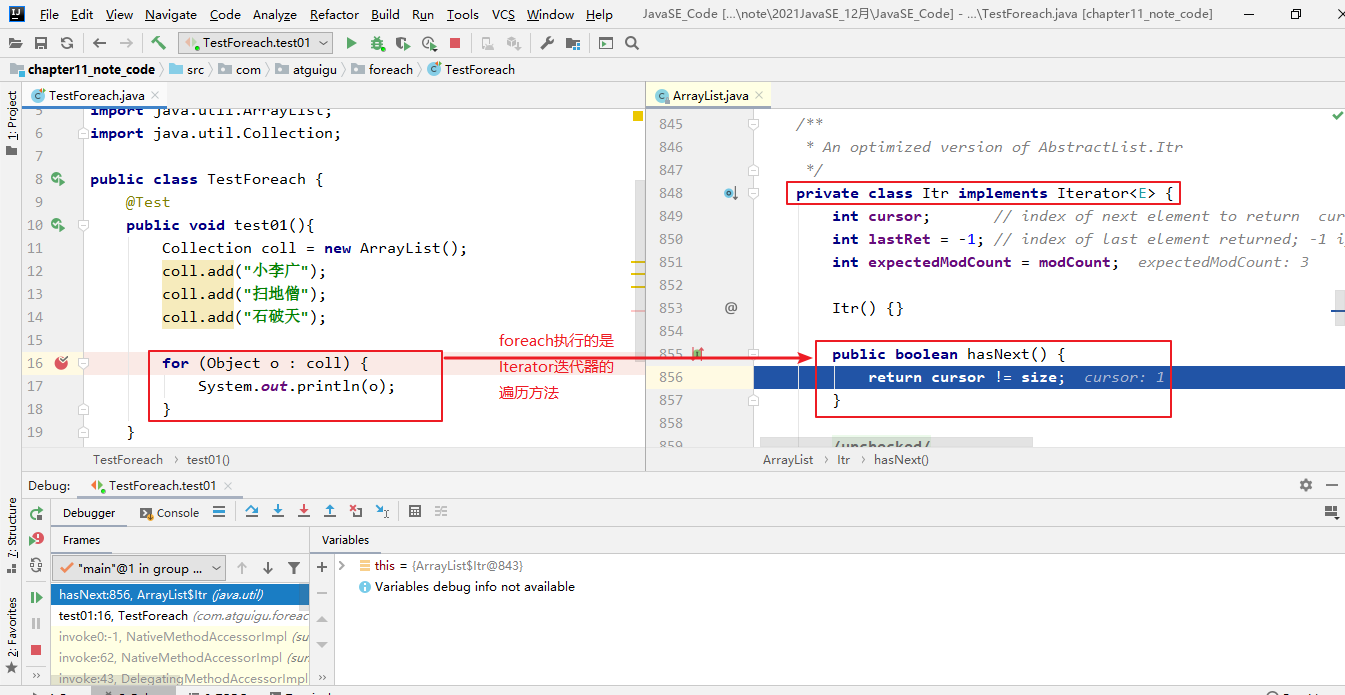 File Edit View Navigate Code Analyze Refactor Build Run Tools VCS Window Help JavaSE_Code [...\note\2021JavaSE_12月\JavaSE_Code] - ...\TestForeach.java [chapter11_note_code]
TestForeach.test01
chapter11_note_code src com atguigu foreach TestForeach
1: Project
7: Structure
2: Favorites
TestForeach.java
5 import java.util.ArrayList;
6 import java.util.Collection;
7
8 public class TestForeach {
9 @Test
10 public void test01(){
11 Collection coll = new ArrayList();
12 coll.add("小李广");
13 coll.add("扫地僧");
14 coll.add("石破天");
15
16 for (Object o : coll) {
17 System.out.println(o);
18 }
19 }
TestForeach › test01()
foreach执行的是
Iterator迭代器的
遍历方法
ArrayList.java
845 /**
846 * An optimized version of AbstractList.Itr
847 */
848 private class Itr implements Iterator<E> {
849 int cursor; // index of next element to return cur
850 int lastRet = -1; // index of last element returned; -1 i
851 int expectedModCount = modCount; expectedModCount: 3
852
853 @ Itr() {}
854
855 public boolean hasNext() {
856 return cursor != size; cursor: 1
857 }
858
859 /unchecked/
ArrayList › Itr › hasNext()
Debug: TestForeach.test01
Debugger Console
Frames
"main"@1 in group ...
hasNext:856, ArrayList$Itr (java.util)
test01:16, TestForeach (com.atguigu.foreac
invoke0:-1, NativeMethodAccessorImpl (sur
invoke:62, NativeMethodAccessorImpl (sur
invoke:43, DelegatingMethodAccessorImpl
Variables
this = {ArrayList$Itr@843}
Variables debug info not available